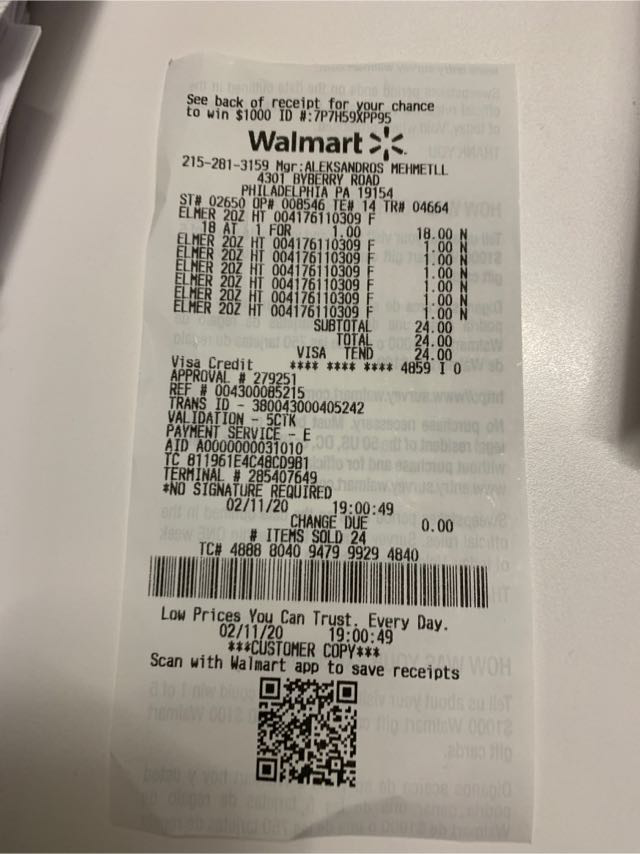 See back of receipt for your chance
to win $1000 ID #:7P7H59XPP95
Walmart
215-281-3159 Mgr:ALEKSANDROS MEHMETLL
4301 BYBERRY ROAD
PHILADELPHIA PA 19154
ST# 02650 OP# 008546 TE# 14 TR# 04664
ELMER 2OZ HT 004176110309 F
18 AT 1 FOR 1.00 18.00 N
ELMER 2OZ HT 004176110309 F 1.00 N
ELMER 2OZ HT 004176110309 F 1.00 N
ELMER 2OZ HT 004176110309 F 1.00 N
ELMER 2OZ HT 004176110309 F 1.00 N
ELMER 2OZ HT 004176110309 F 1.00 N
ELMER 2OZ HT 004176110309 F 1.00 N
SUBTOTAL 24.00
TOTAL 24.00
VISA TEND 24.00
Visa Credit **** **** **** 4859 I 0
APPROVAL # 279251
REF # 004300085215
TRANS ID - 380043000405242
VALIDATION - 5CTK
PAYMENT SERVICE - E
AID A0000000031010
TC B11961E4C48CD9B1
TERMINAL # 285407649
*NO SIGNATURE REQUIRED
02/11/20 19:00:49
CHANGE DUE 0.00
# ITEMS SOLD 24
TC# 4888 8040 9479 9929 4840
Low Prices You Can Trust. Every Day.
02/11/20 19:00:49
***CUSTOMER COPY***
Scan with Walmart app to save receipts